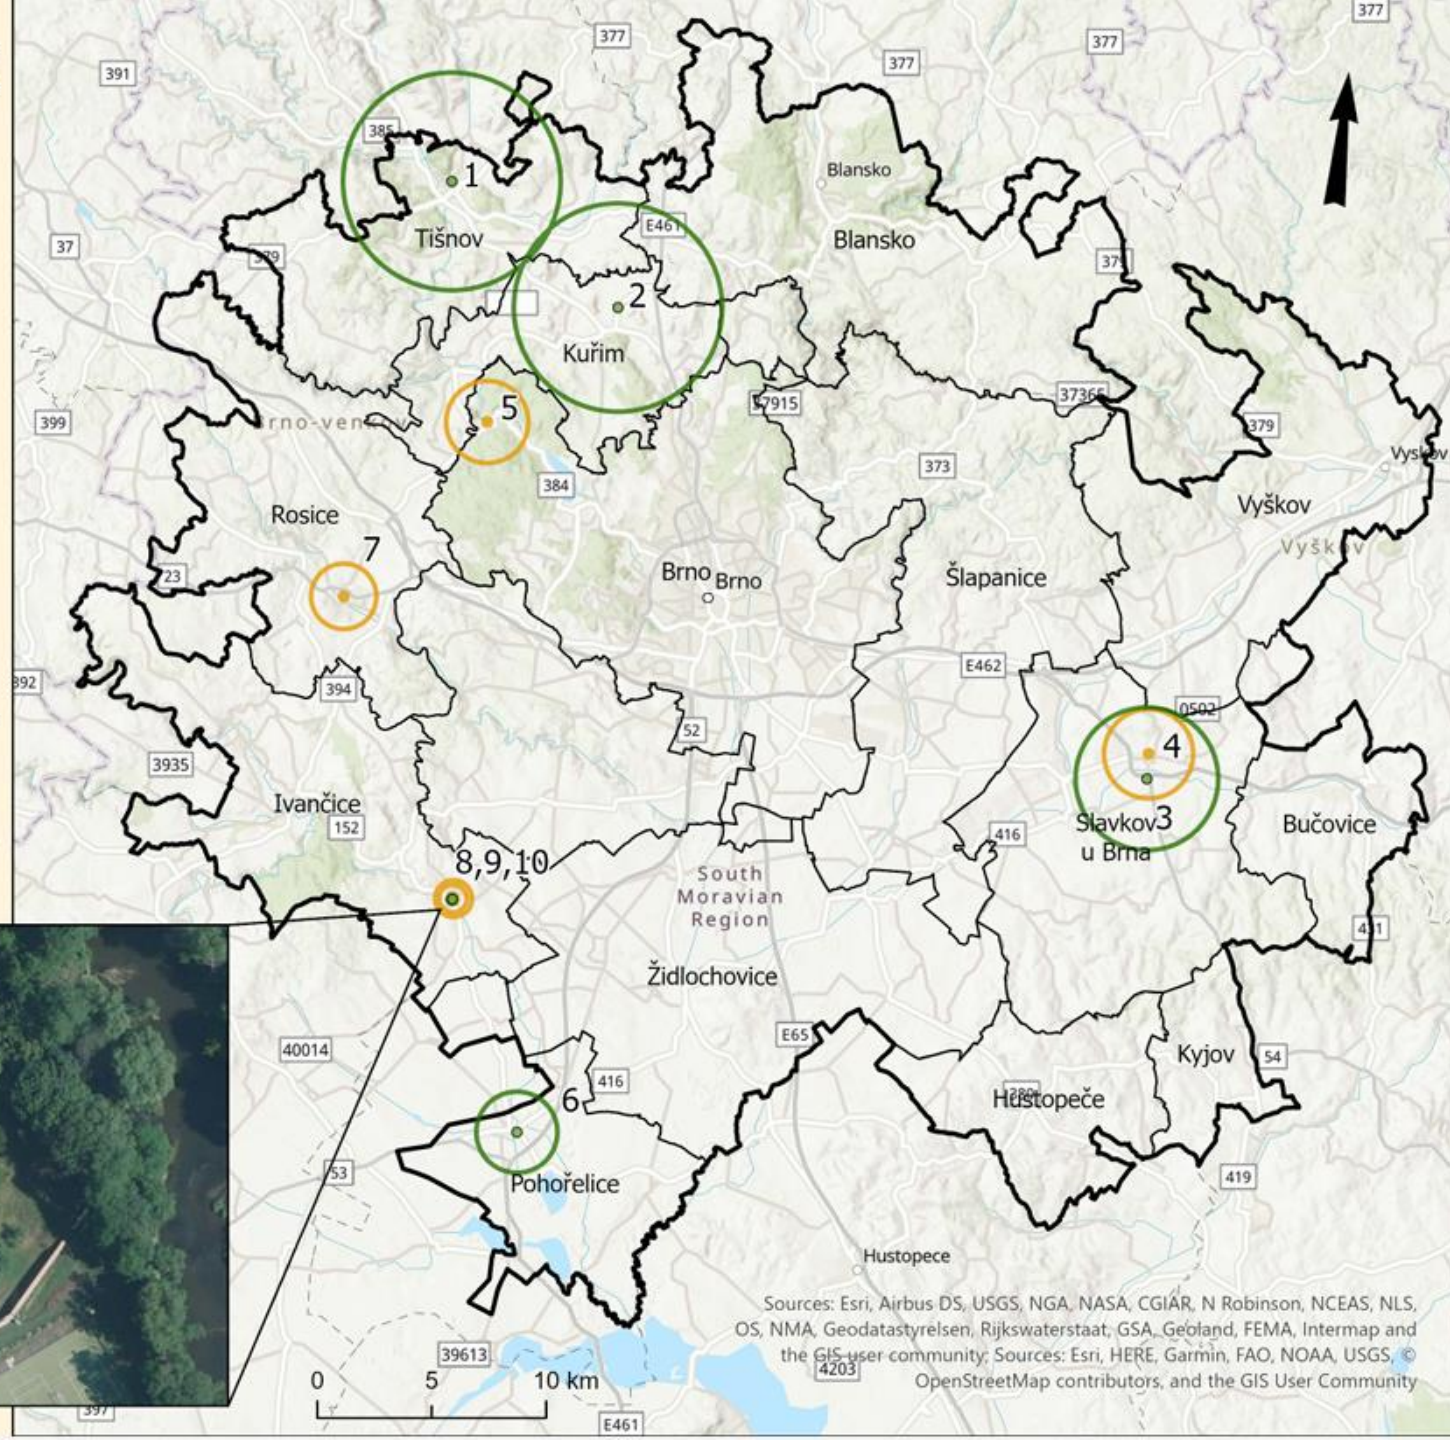 377
377
391
377
377
385
1
Blansko
E461
Tišnov
Blansko
37
379
379
2
Kuřim
37365
57915
5
399
rno-venkov
379
Vyškov
373
384
Rosice
Vyškov
7
Vyškov
23
Brno
Brno
Šlapanice
E462
392
394
0502
52
4
3935
Ivančice
152
Slavkov
3
u Brna
416
Bučovice
8,9,10
South
Moravian
Region
431
Židlochovice
E65
40014
Kyjov
54
416
6
380
Hustopeče
53
Pohořelice
419
Hustopece
Sources: Esri, Airbus DS, USGS, NGA, NASA, CGIAR, N Robinson, NCEAS, NLS,
OS, NMA, Geodatastyrelsen, Rijkswaterstaat, GSA, Geoland, FEMA, Intermap and
the GIS user community; Sources: Esri, HERE, Garmin, FAO, NOAA, USGS, ©
OpenStreetMap contributors, and the GIS User Community
39613
4203
0 5 10 km
397
E461